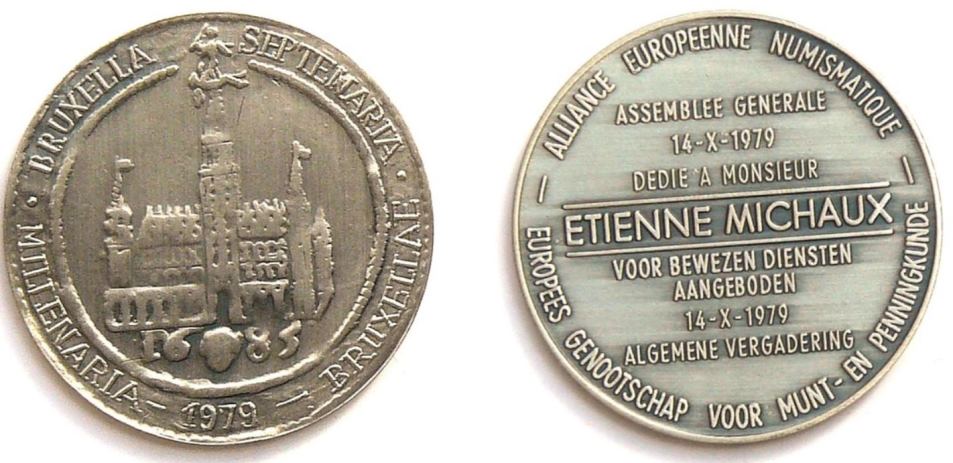 MILLENARIA · BRUXELLA SEPTEMARIA · BRUXELLAE
1685
1979
ALLIANCE EUROPEENNE NUMISMATIQUE
ASSEMBLEE GENERALE
14-X-1979
DEDIE A MONSIEUR
ETIENNE MICHAUX
VOOR BEWEZEN DIENSTEN
AANGEBODEN
14-X-1979
ALGEMENE VERGADERING
EUROPEES GENOOTSCHAP VOOR MUNT- EN PENNINGKUNDE